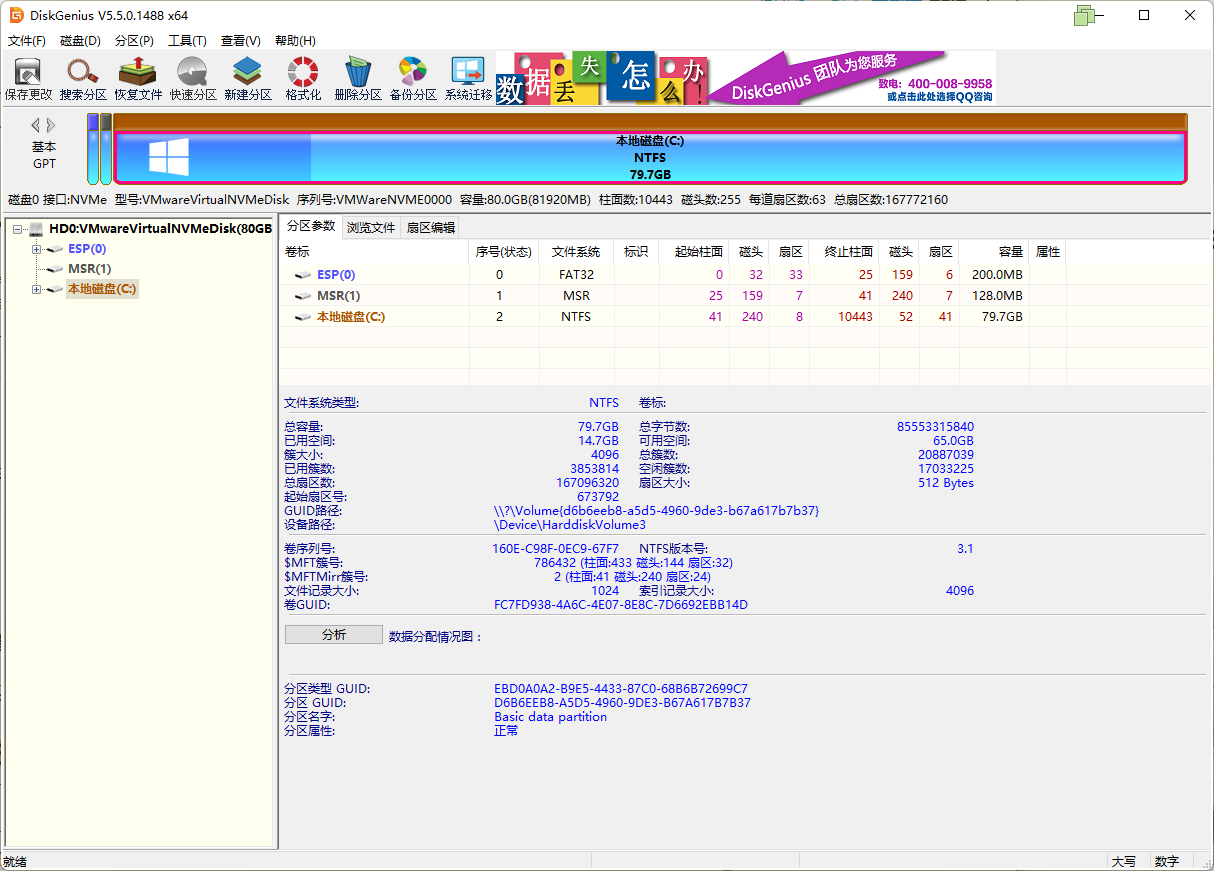 DiskGenius V5.5.0.1488 x64
文件(F) 磁盘(D) 分区(P) 工具(T) 查看(V) 帮助(H)
保存更改 搜索分区 恢复文件 快速分区 新建分区 格式化 删除分区 备份分区 系统迁移
数据丢失怎么办!
DiskGenius 团队为您服务
致电：400-008-9958
或点击此处选择QQ咨询
基本
GPT
本地磁盘(C:)
NTFS
79.7GB
磁盘0 接口:NVMe 型号:VMwareVirtualNVMeDisk 序列号:VMWareNVME0000 容量:80.0GB(81920MB) 柱面数:10443 磁头数:255 每道扇区数:63 总扇区数:167772160
HD0:VMwareVirtualNVMeDisk(80GB
ESP(0)
MSR(1)
本地磁盘(C:)
分区参数 浏览文件 扇区编辑
卷标 序号(状态) 文件系统 标识 起始柱面 磁头 扇区 终止柱面 磁头 扇区 容量 属性
ESP(0) 0 FAT32 0 32 33 25 159 6 200.0MB
MSR(1) 1 MSR 25 159 7 41 240 7 128.0MB
本地磁盘(C:) 2 NTFS 41 240 8 10443 52 41 79.7GB
文件系统类型: NTFS 卷标:
总容量: 79.7GB 总字节数: 85553315840
已用空间: 14.7GB 可用空间: 65.0GB
簇大小: 4096 总簇数: 20887039
已用簇数: 3853814 空闲簇数: 17033225
总扇区数: 167096320 扇区大小: 512 Bytes
起始扇区号: 673792
GUID路径: \\?\Volume{d6b6eeb8-a5d5-4960-9de3-b67a617b7b37}
设备路径: \Device\HarddiskVolume3
卷序列号: 160E-C98F-0EC9-67F7 NTFS版本号: 3.1
$MFT簇号: 786432 (柱面:433 磁头:144 扇区:32)
$MFTMirr簇号: 2 (柱面:41 磁头:240 扇区:24)
文件记录大小: 1024 索引记录大小: 4096
卷GUID: FC7FD938-4A6C-4E07-8E8C-7D6692EBB14D
分析 数据分配情况图：
分区类型 GUID: EBD0A0A2-B9E5-4433-87C0-68B6B72699C7
分区 GUID: D6B6EEB8-A5D5-4960-9DE3-B67A617B7B37
分区名字: Basic data partition
分区属性: 正常
就绪 大写 数字